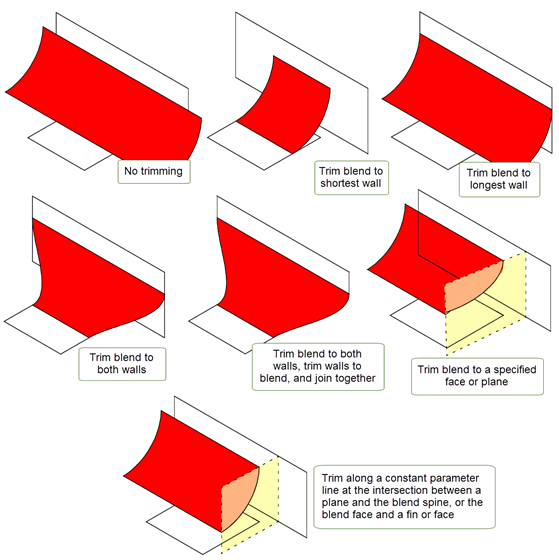 No trimming
Trim blend to
shortest wall
Trim blend to
longest wall
Trim blend to
both walls
Trim blend to both
walls, trim walls to
blend, and join together
Trim blend to a specified
face or plane
Trim along a constant parameter
line at the intersection between a
plane and the blend spine, or the
blend face and a fin or face